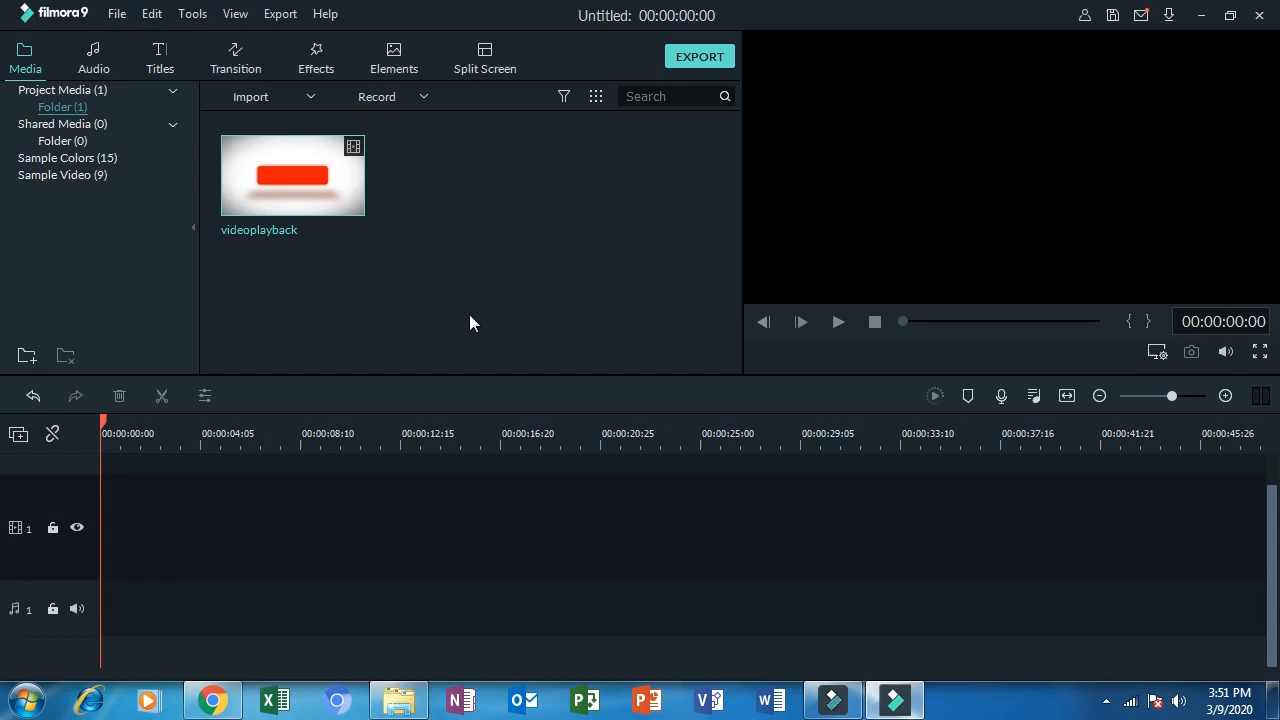 filmora9 File Edit Tools View Export Help Untitled: 00:00:00:00
Media Audio Titles Transition Effects Elements Split Screen EXPORT
Project Media (1)
Folder (1)
Shared Media (0)
Folder (0)
Sample Colors (15)
Sample Video (9)
Import Record Search
videoplayback
{ } 00:00:00:00
00:00:00:00 00:00:04:05 00:00:08:10 00:00:12:15 00:00:16:20 00:00:20:25 00:00:25:00 00:00:29:05 00:00:33:10 00:00:37:16 00:00:41:21 00:00:45:26
1
1
3:51 PM
3/9/2020